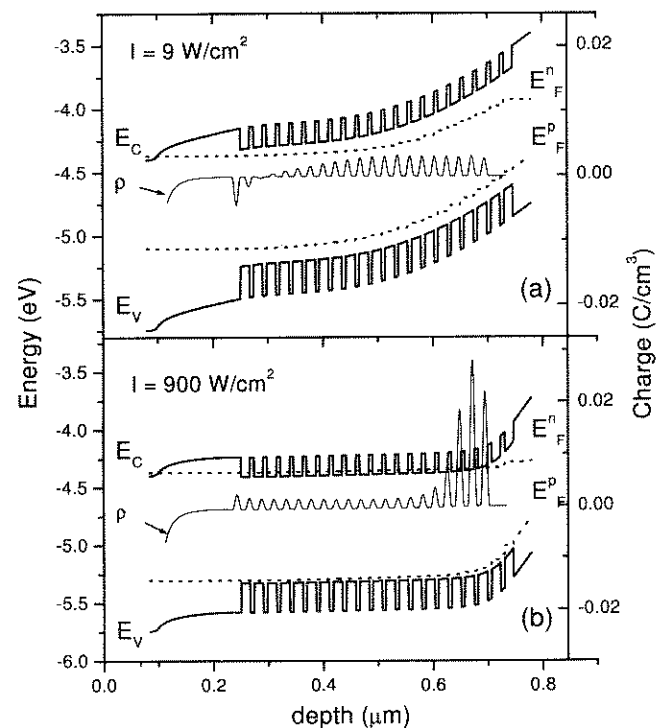 I = 9 W/cm²
E_C
E^n_F
E^p_F
ρ
E_V
(a)
-3.5
-4.0
-4.5
-5.0
-5.5
0.02
0.00
-0.02
I = 900 W/cm²
E_C
E^n_F
E^p_F
ρ
E_V
(b)
-3.5
-4.0
-4.5
-5.0
-5.5
-6.0
0.02
0.00
-0.02
Energy (eV)
Charge (C/cm³)
0.0 0.2 0.4 0.6 0.8
depth (μm)